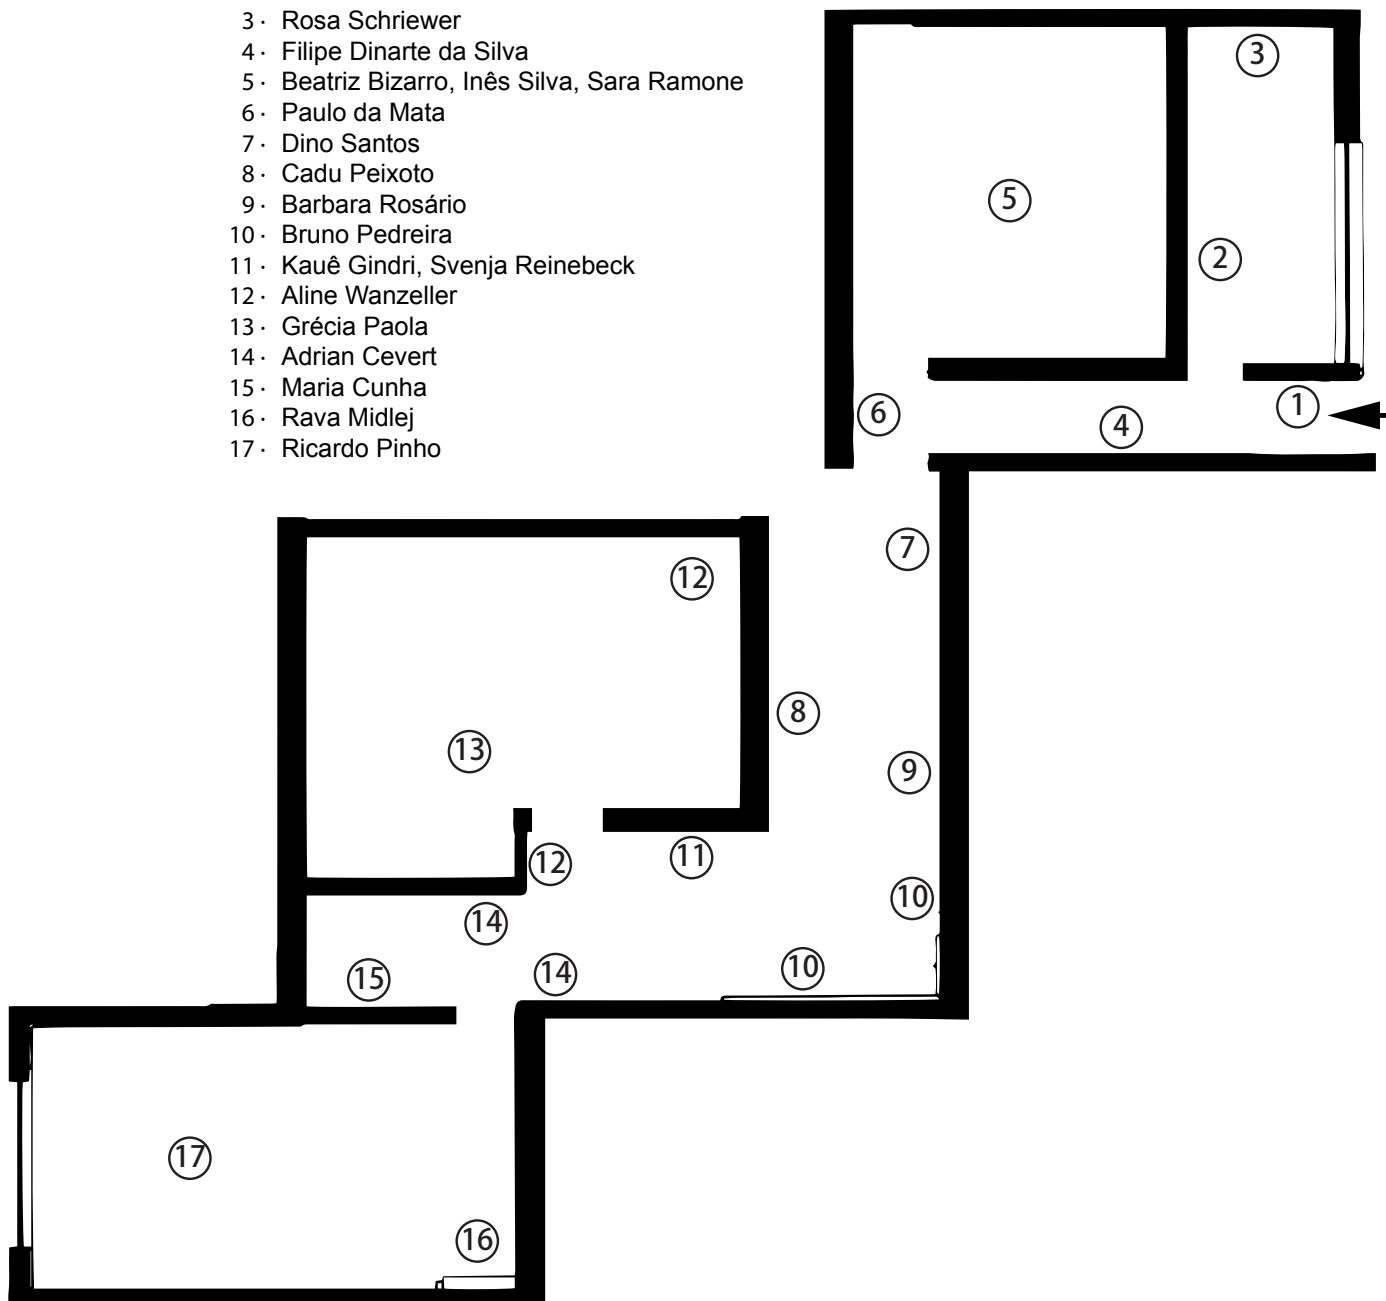 3 · Rosa Schriewer
4 · Filipe Dinarte da Silva
5 · Beatriz Bizarro, Inês Silva, Sara Ramone
6 · Paulo da Mata
7 · Dino Santos
8 · Cadu Peixoto
9 · Barbara Rosário
10 · Bruno Pedreira
11 · Kauê Gindri, Svenja Reinebeck
12 · Aline Wanzeller
13 · Grécia Paola
14 · Adrian Cevert
15 · Maria Cunha
16 · Rava Midlej
17 · Ricardo Pinho
3
5
2
1
6
4
7
12
8
13
9
11
12
10
14
10
14
15
17
16